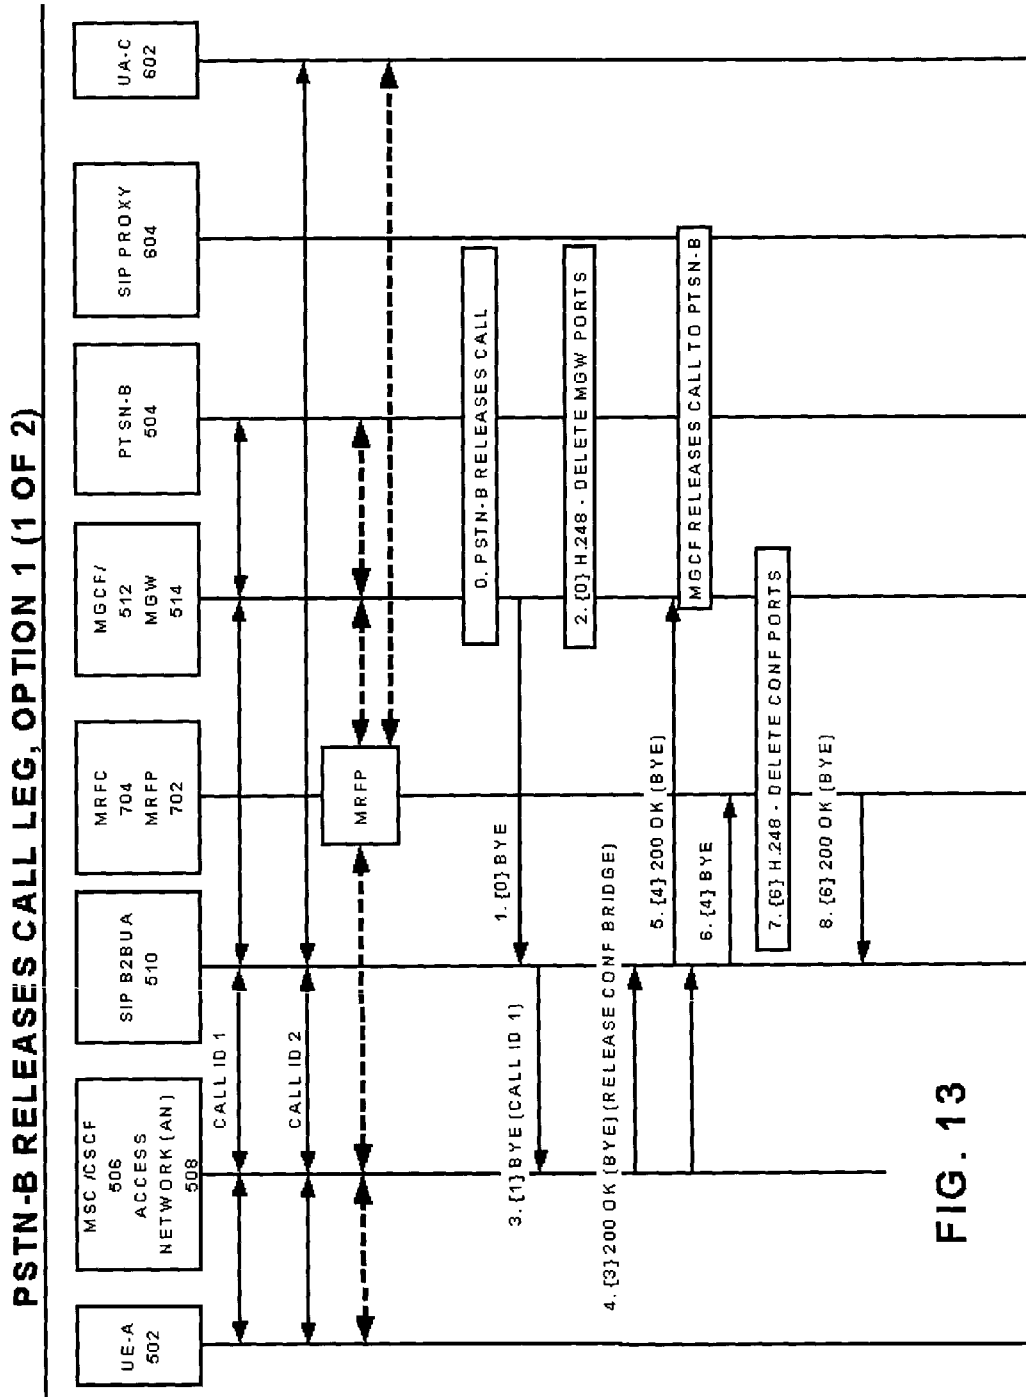 PSTN-B RELEASES CALL LEG, OPTION 1 (1 OF 2)
UE-A
502
MSC/CSCF
506
ACCESS
NETWORK(AN)
508
SIP B2BUA
510
MRFC
704
MRFP
702
MGCF/
512
MGW
514
PTSN-B
504
SIP PROXY
604
UA-C
602
CALL ID 1
CALL ID 2
MRFP
0. PSTN-B RELEASES CALL
1. {0} BYE
2. {0} H.248 - DELETE MGW PORTS
3. {1} BYE (CALL ID 1)
4. {3} 200 OK (BYE)(RELEASE CONF BRIDGE)
5. {4} 200 OK (BYE)
MGCF RELEASES CALL TO PTSN-B
6. {4} BYE
7. {6} H.248 - DELETE CONF PORTS
8. {6} 200 OK (BYE)
FIG. 13